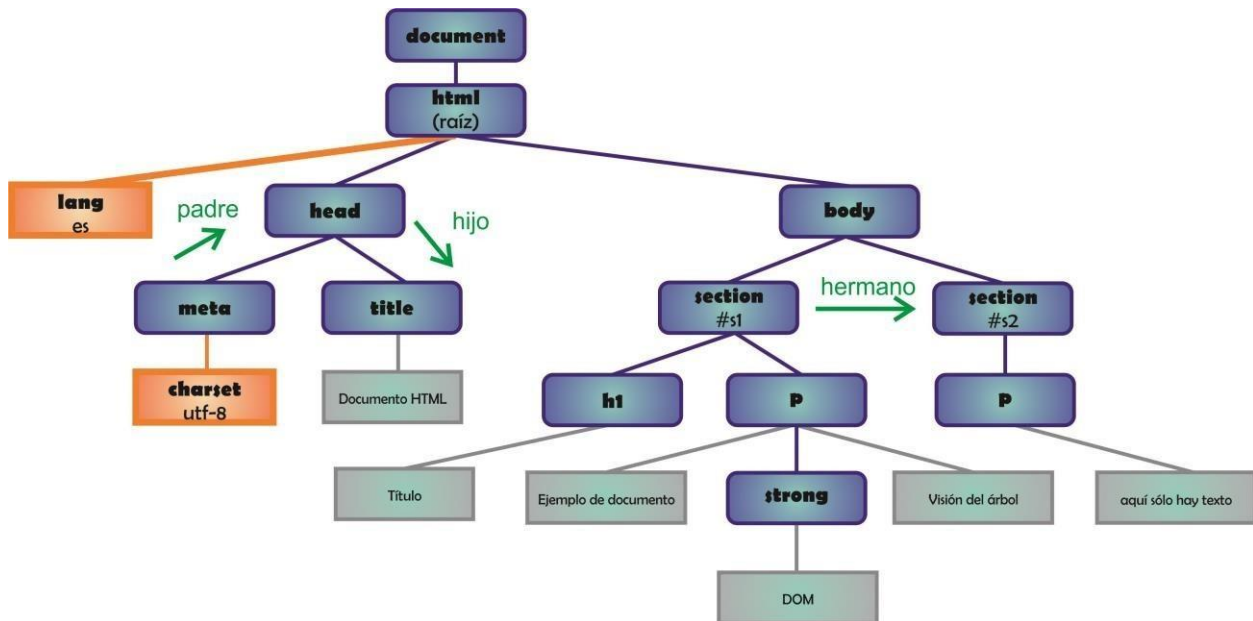 document
html
(raíz)
lang
es
padre
head
hijo
body
meta
title
section
#s1
hermano
section
#s2
charset
utf-8
Documento HTML
h1
P
P
Título
Ejemplo de documento
strong
Visión del árbol
aquí sólo hay texto
DOM